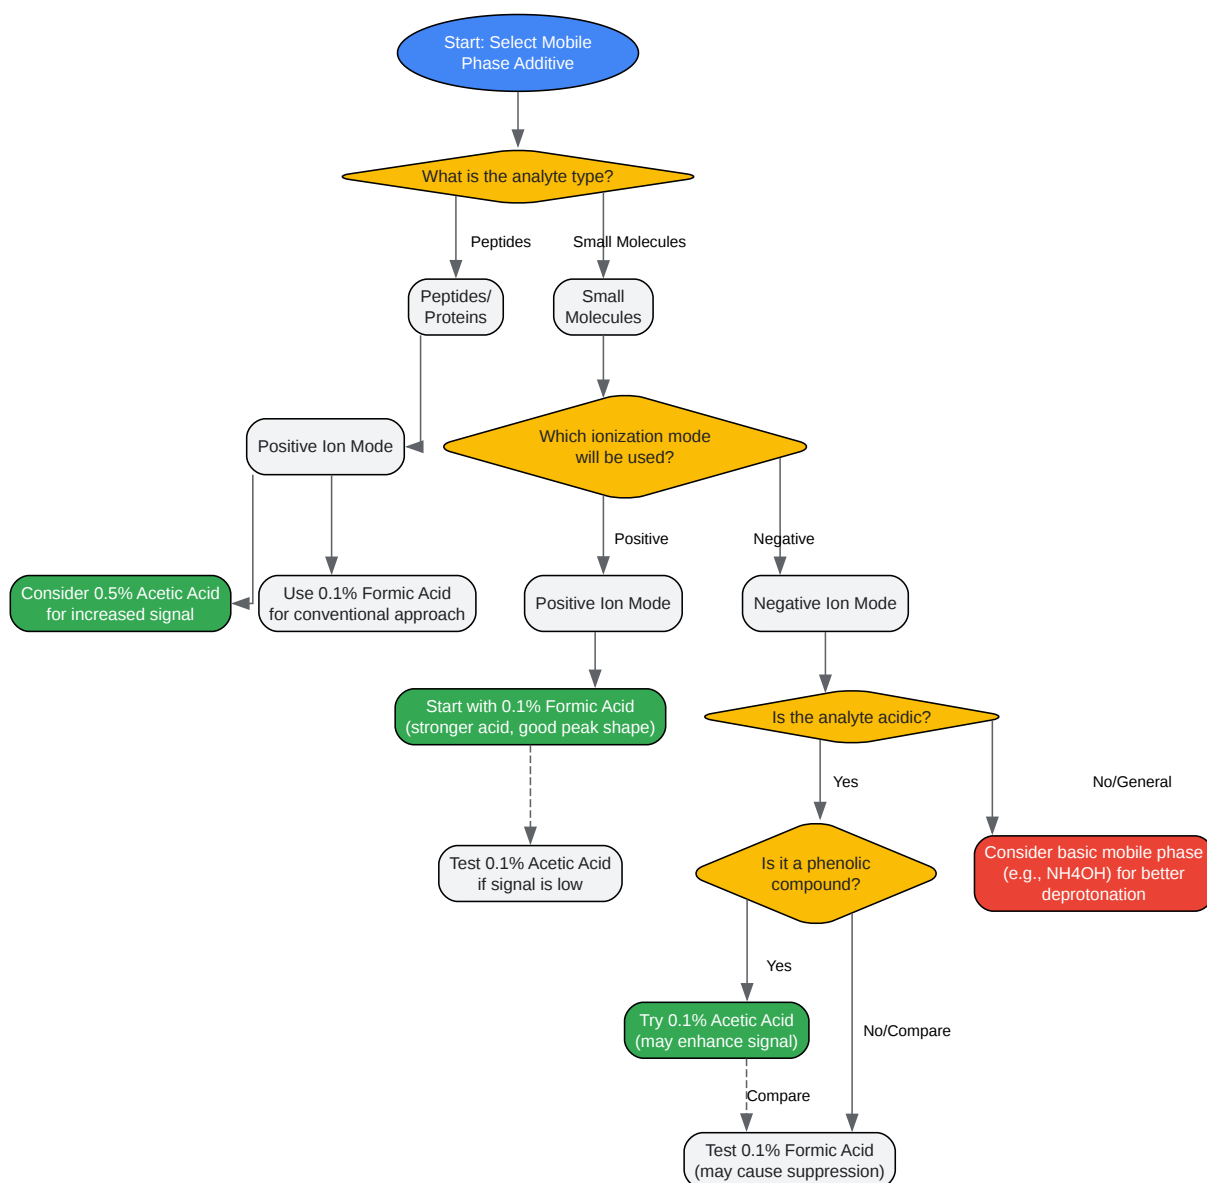 Start: Select Mobile
Phase Additive
What is the analyte type?
Peptides
Small Molecules
Peptides/
Proteins
Small
Molecules
Positive Ion Mode
Which ionization mode
will be used?
Positive
Negative
Consider 0.5% Acetic Acid
for increased signal
Use 0.1% Formic Acid
for conventional approach
Positive Ion Mode
Negative Ion Mode
Start with 0.1% Formic Acid
(stronger acid, good peak shape)
Is the analyte acidic?
Yes
No/General
Test 0.1% Acetic Acid
if signal is low
Is it a phenolic
compound?
Consider basic mobile phase
(e.g., NH4OH) for better
deprotonation
Yes
Try 0.1% Acetic Acid
(may enhance signal)
No/Compare
Compare
Test 0.1% Formic Acid
(may cause suppression)